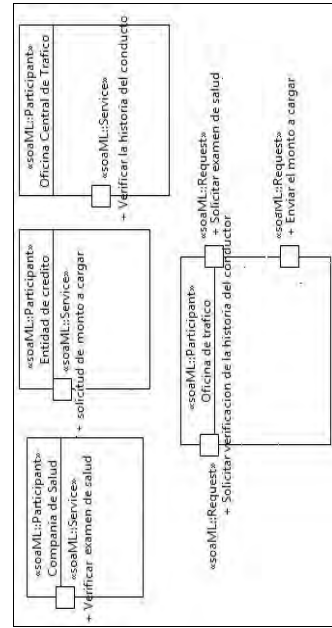 «soaML::Participant»
Compania de Salud
«soaML::Service»
+ Verificar examen de salud
«soaML::Participant»
Entidad de credito
«soaML::Service»
+ solicitud de monto a cargar
«soaML::Participant»
Oficina Central de Trafico
«soaML::Service»
+ Verificar la historia del conducto
«soaML::Request»
+ Solicitar verificacion de la historia del conductor
«soaML::Participant»
Oficina de trafico
«soaML::Request»
+ Solicitar examen de salud
«soaML::Request»
+ Enviar el monto a cargar